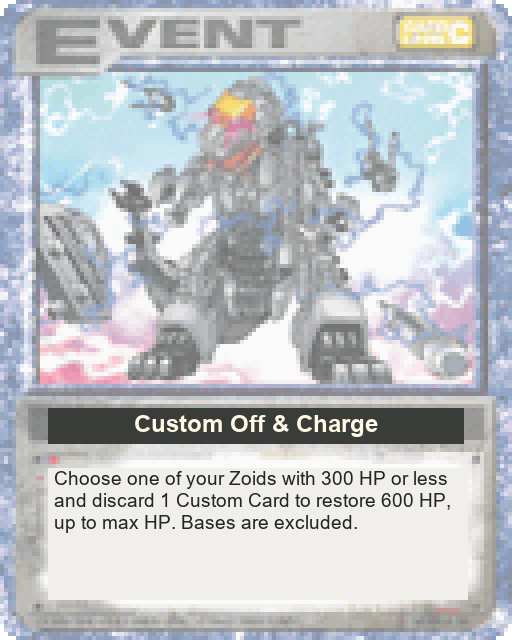 EVENT
Custom Off & Charge
Choose one of your Zoids with 300 HP or less
and discard 1 Custom Card to restore 600 HP,
up to max HP. Bases are excluded.